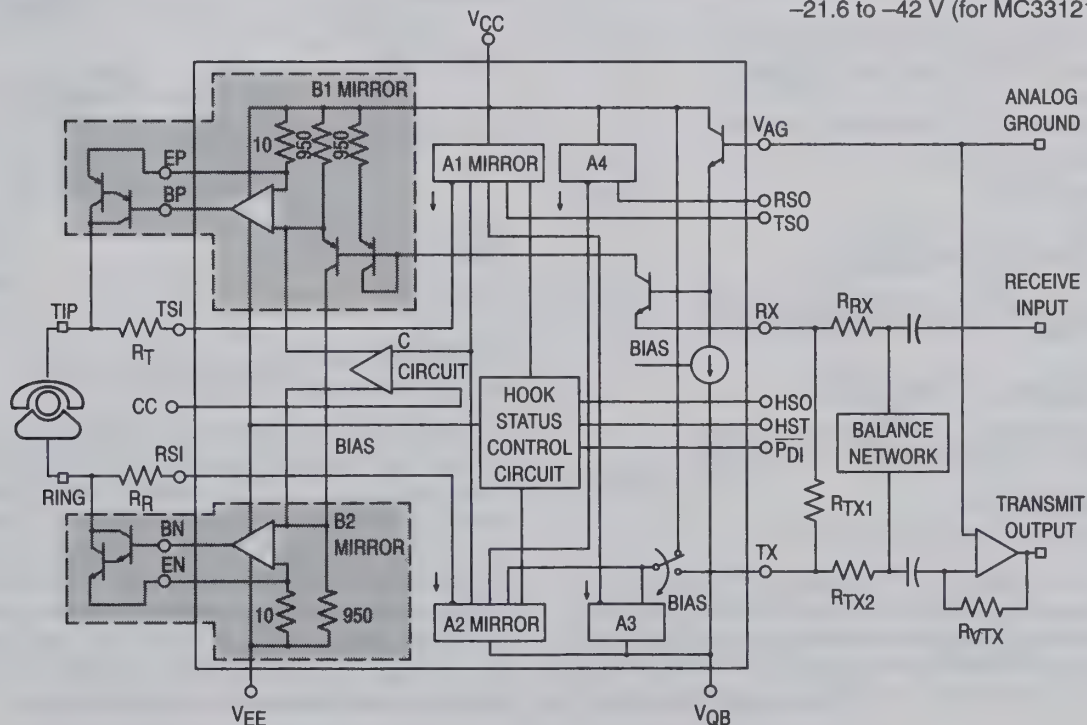 –21.6 to –42 V (for MC3312
VCC
B1 MIRROR
10
950
950
EP
BP
A1 MIRROR
A4
VAG
ANALOG
GROUND
RSO
TSO
TIP
TSI
RT
C
CIRCUIT
CC
BIAS
RX
RRX
RECEIVE
INPUT
BIAS
HOOK
STATUS
CONTROL
CIRCUIT
HSO
HST
PDI
BALANCE
NETWORK
RSI
RING
RR
BN
EN
B2
MIRROR
10
950
A2 MIRROR
A3
BIAS
TX
RTX1
RTX2
TRANSMIT
OUTPUT
RVTX
VEE
VQB